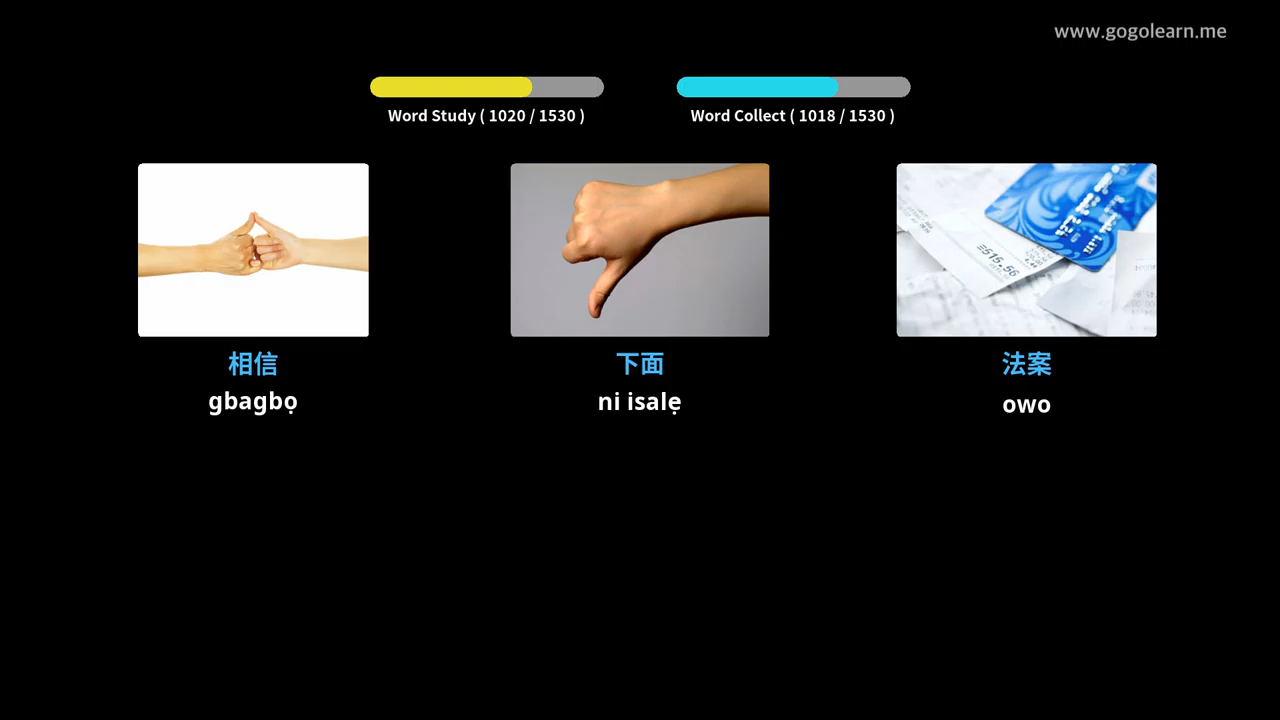 www.gogolearn.me
Word Study ( 1020 / 1530 )
Word Collect ( 1018 / 1530 )
相信
gbagbọ
下面
ni isalẹ
法案
owo